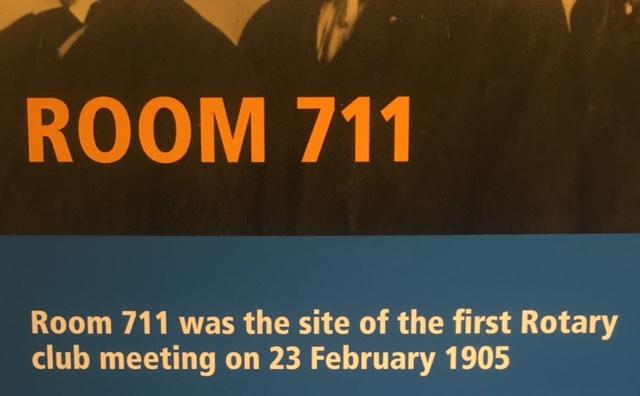 ROOM 711
Room 711 was the site of the first Rotary
club meeting on 23 February 1905